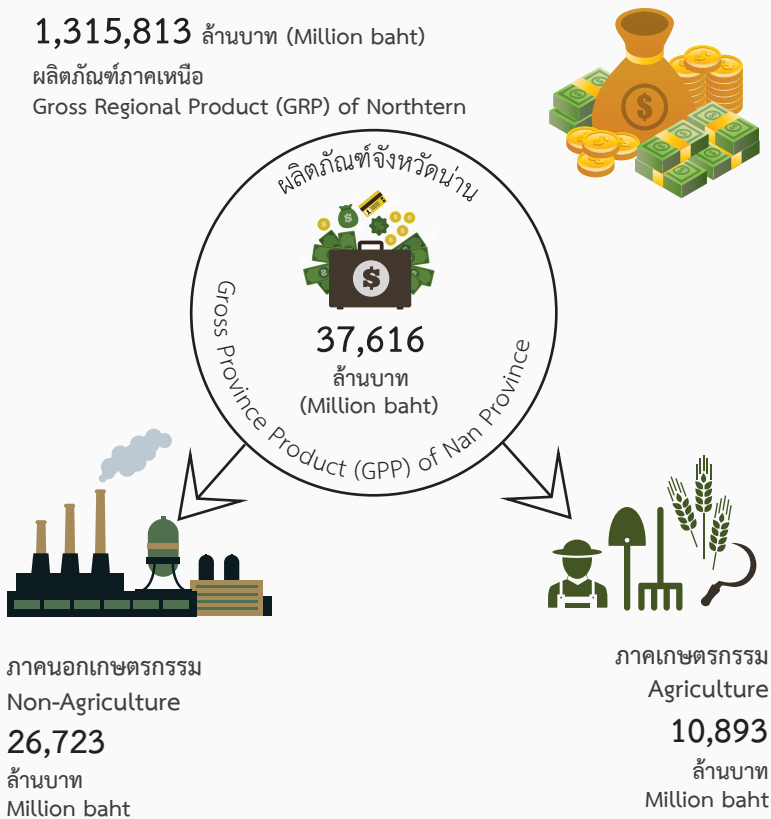 1,315,813 ล้านบาท (Million baht)
ผลิตภัณฑ์ภาคเหนือ
Gross Regional Product (GRP) of Northtern
ผลิตภัณฑ์จังหวัดน่าน
37,616
ล้านบาท
(Million baht)
Gross Province Product (GPP) of Nan Province
ภาคนอกเกษตรกรรม
Non-Agriculture
26,723
ล้านบาท
Million baht
ภาคเกษตรกรรม
Agriculture
10,893
ล้านบาท
Million baht